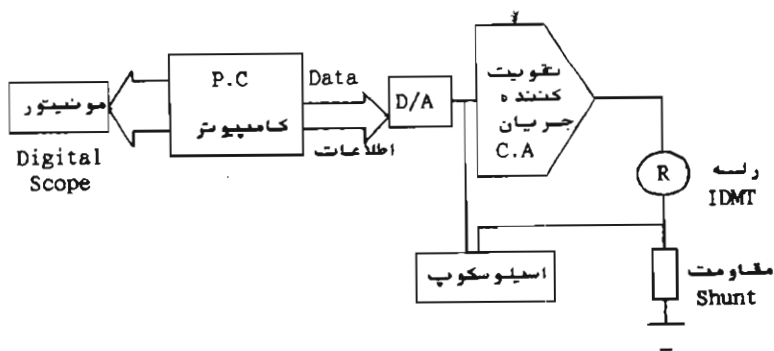 مونیتور
Digital
Scope
P.C
کامپیوتر
Data
اطلاعات
D/A
تقویت
کننده
جریان
C.A
اسیلوسکوپ
R
رله
IDMT
مقاومت
Shunt